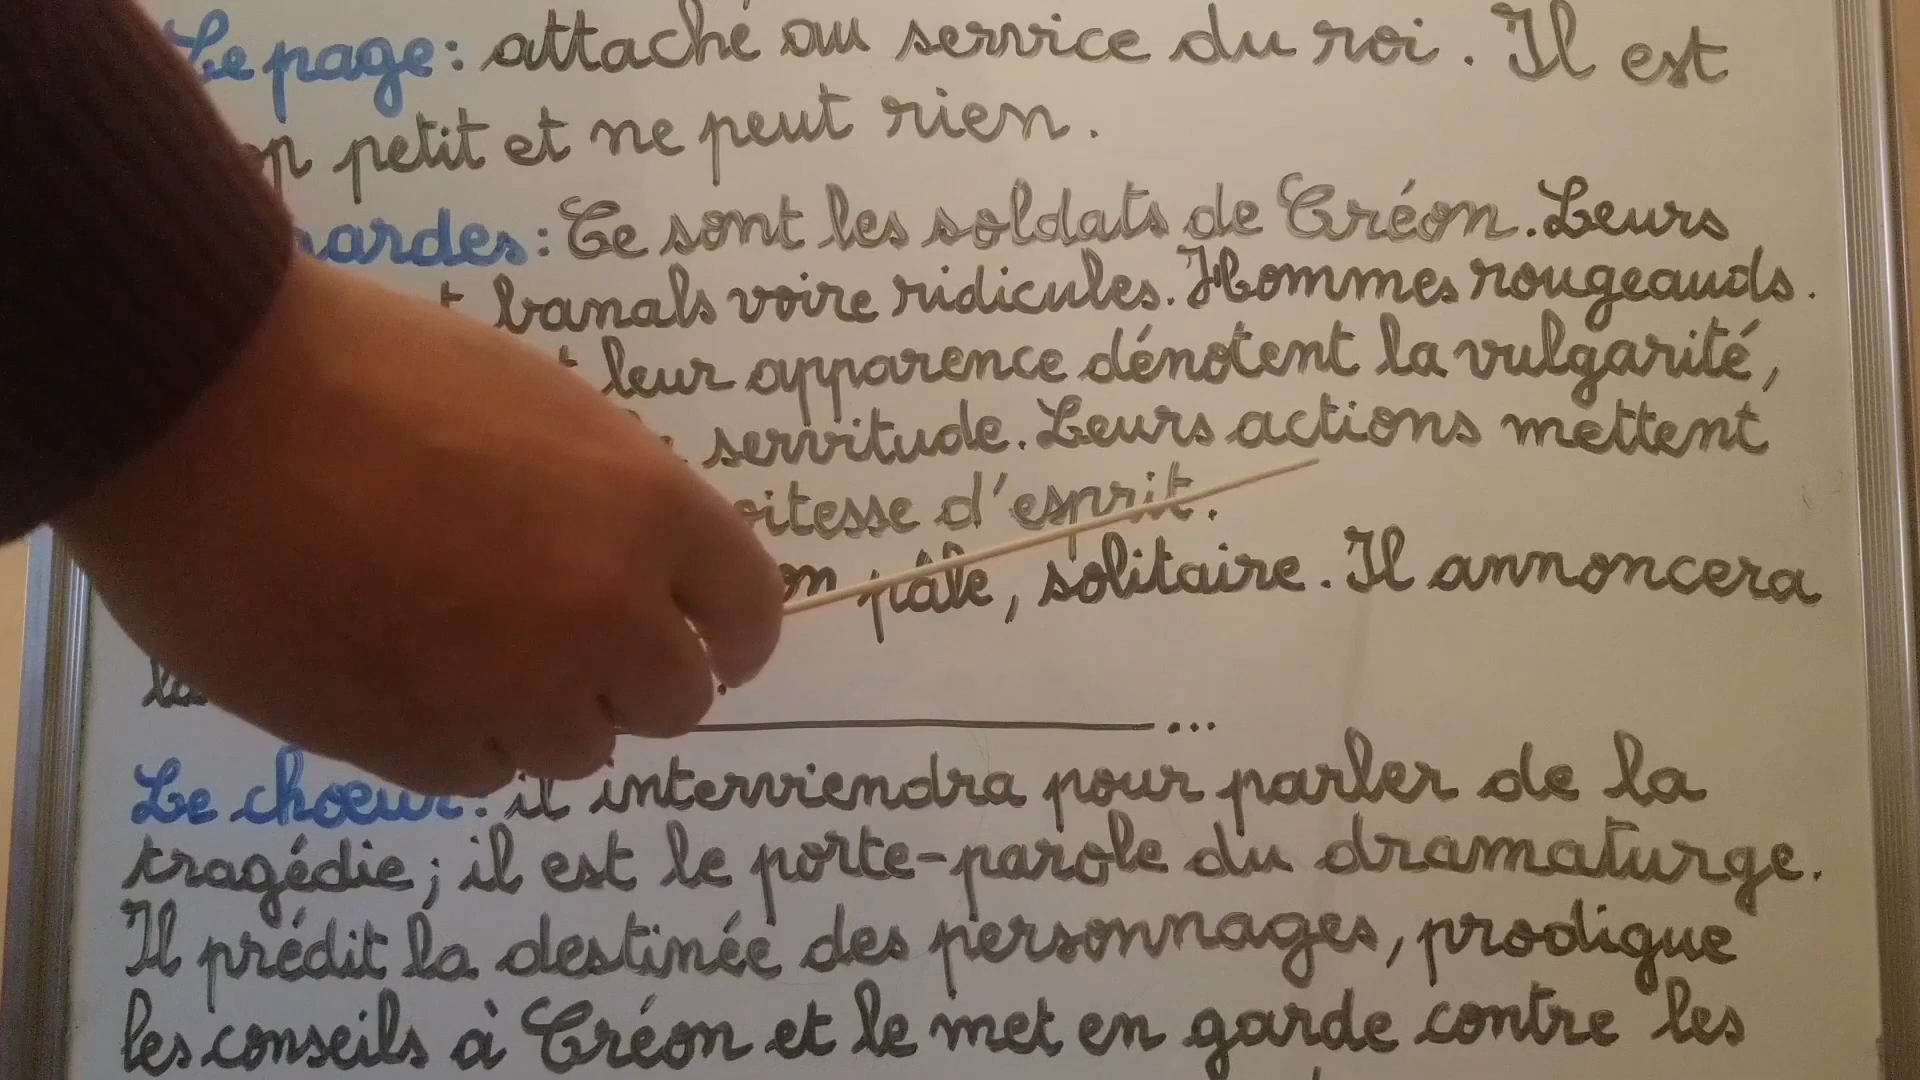 Le page: attaché au service du roi. Il est
petit et ne peut rien.
: Ce sont les soldats de Créon. Leurs
banals voire ridicules. Hommes rougeauds.
leur apparence dénotent la vulgarité,
servitude. Leurs actions mettent
d'esprit.
pâle, solitaire. Il annoncera
...
Le choeur: il interviendra pour parler de la
tragédie; il est le porte-parole du dramaturge.
Il prédit la destinée des personnages, prodigue
les conseils à Créon et le met en garde contre les